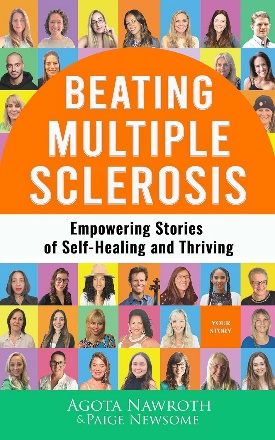 BEATING
MULTIPLE
SCLEROSIS
Empowering Stories
of Self-Healing and Thriving
YOUR
STORY
AGOTA NAWROTH
& PAIGE NEWSOME